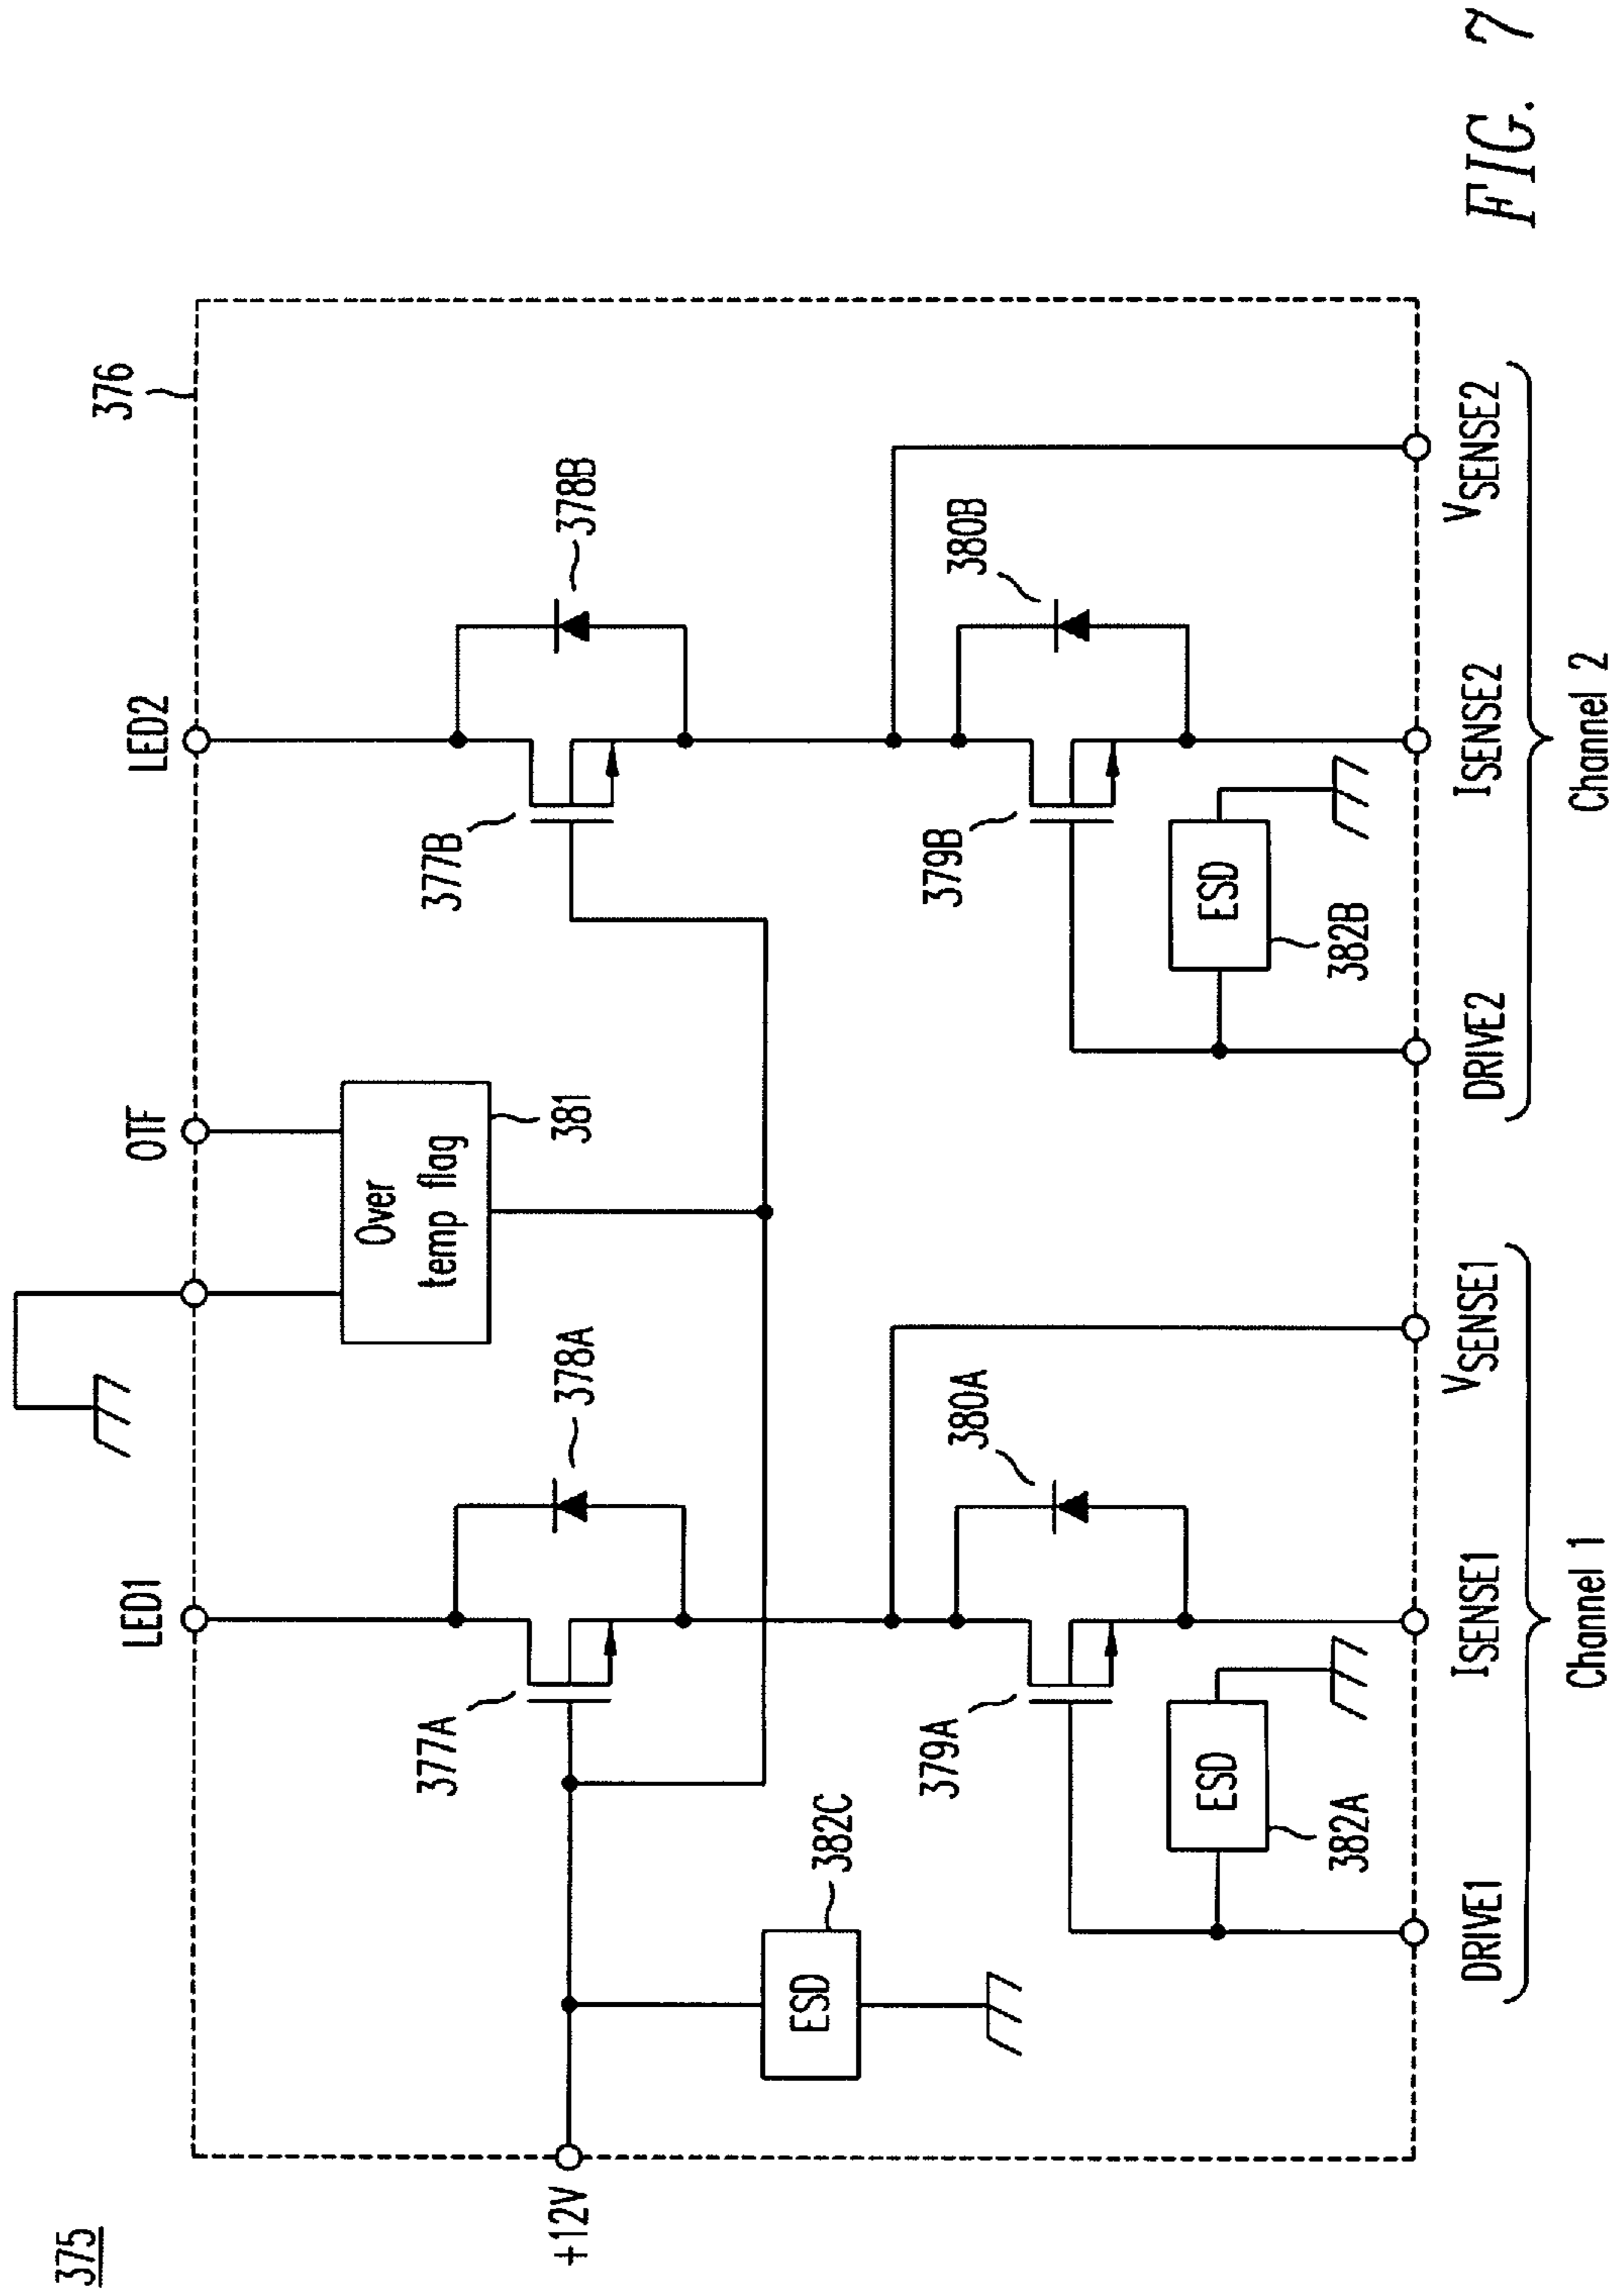 375
376
LED1
OTF
LED2
+12V
377A
378A
Over
temp flag
381
377B
378B
ESD
382C
379A
380A
ESD
382A
379B
380B
ESD
382B
DRIVE1
ISENSE1
VSENSE1
DRIVE2
ISENSE2
VSENSE2
Channel 1
Channel 2
FIG. 7